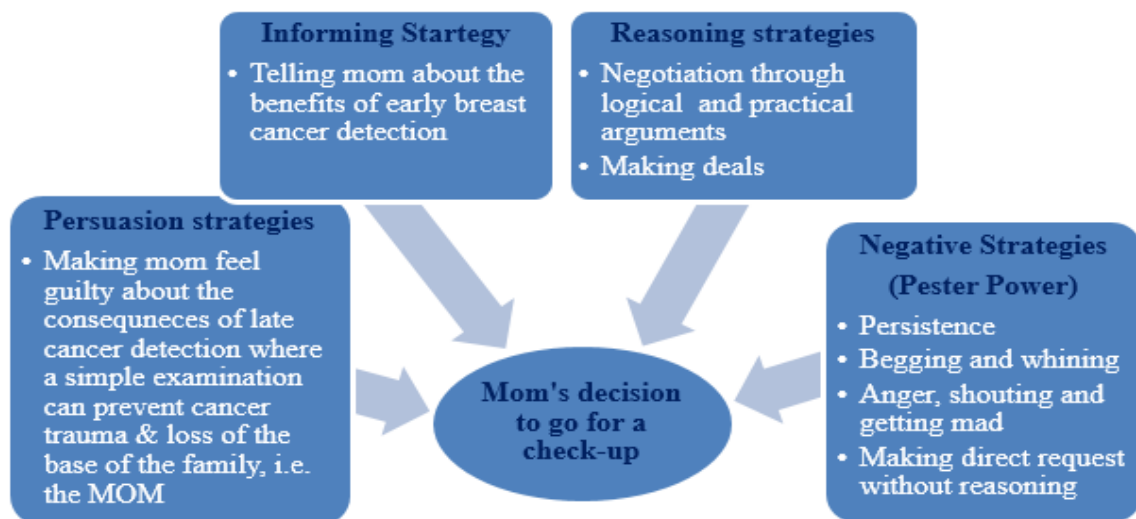 Informing Startegy
• Telling mom about the
benefits of early breast
cancer detection
Reasoning strategies
• Negotiation through
logical and practical
arguments
• Making deals
Persuasion strategies
• Making mom feel
guilty about the
consequneces of late
cancer detection where
a simple examination
can prevent cancer
trauma & loss of the
base of the family, i.e.
the MOM
Negative Strategies
(Pester Power)
• Persistence
• Begging and whining
• Anger, shouting and
getting mad
• Making direct request
without reasoning
Mom's decision
to go for a
check-up